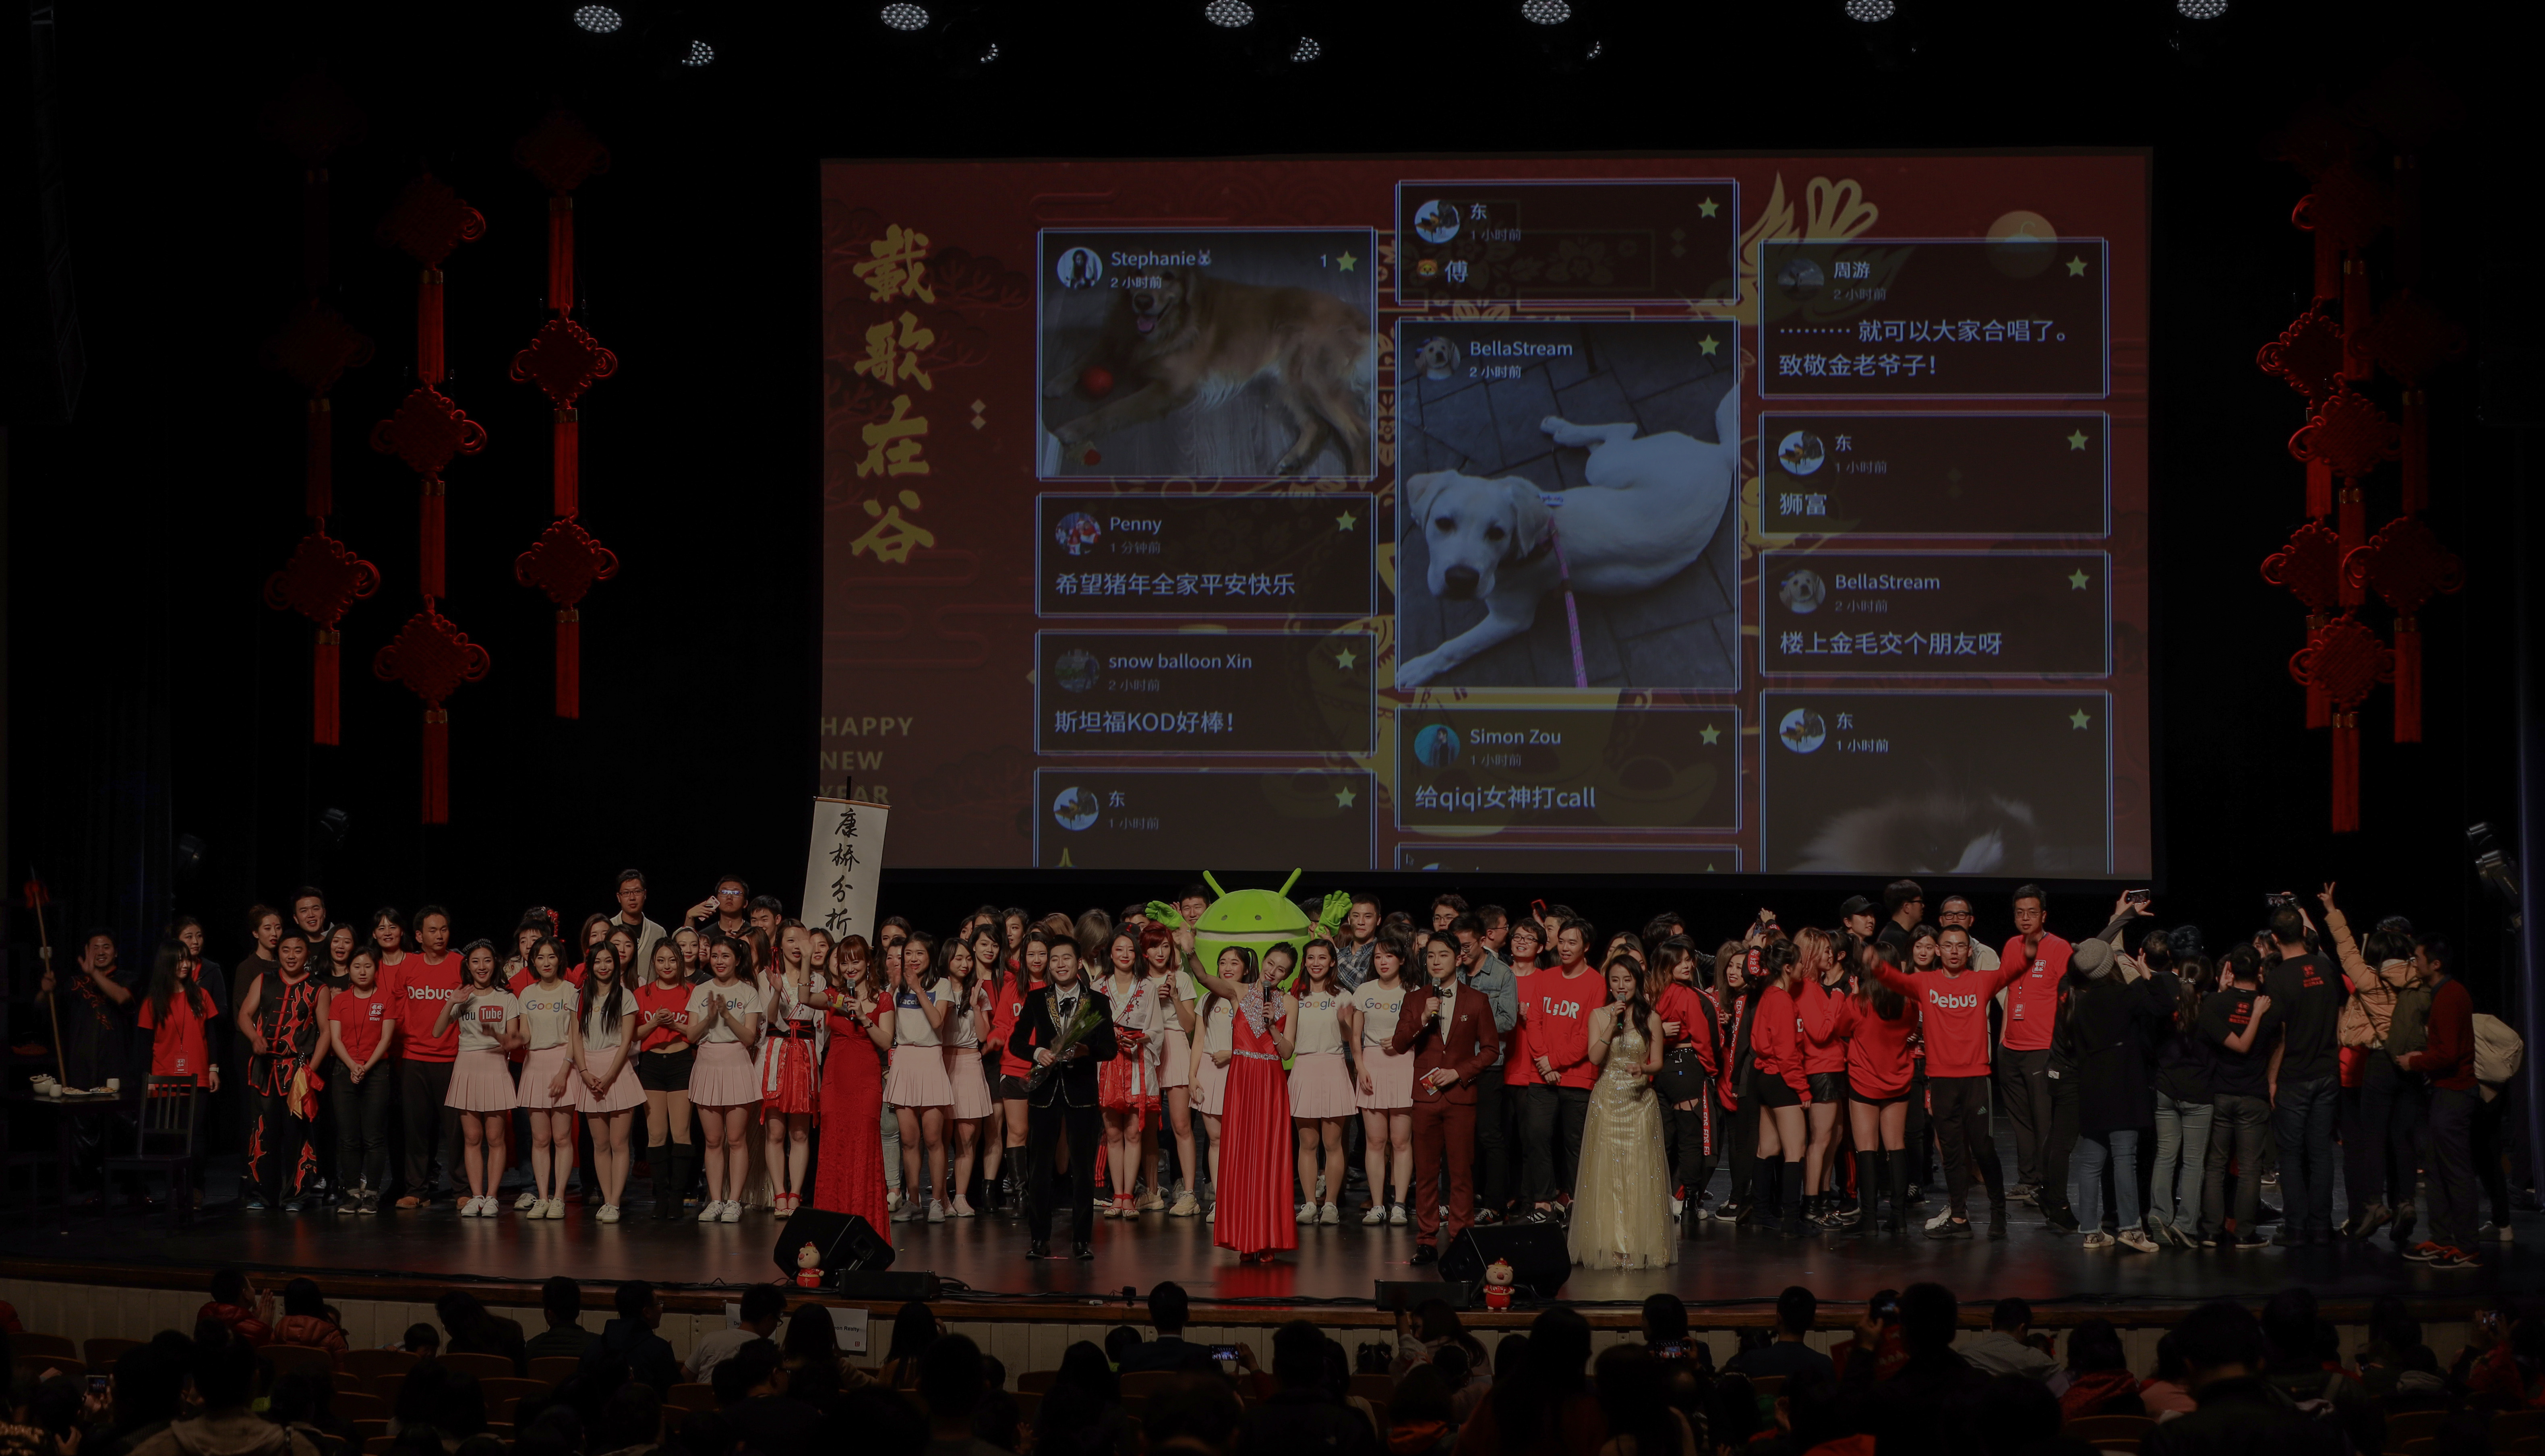 載
歌
在
谷
HAPPY
NEW
YEAR
Stephanie
2 小时前
1
Penny
1 分钟前
希望猪年全家平安快乐
snow balloon Xin
2 小时前
斯坦福KOD好棒！
东
1 小时前
东
1 小时前
傅
BellaStream
2 小时前
Simon Zou
1 小时前
给qiqi女神打call
周游
2 小时前
……… 就可以大家合唱了。
致敬金老爷子！
东
1 小时前
狮富
BellaStream
2 小时前
楼上金毛交个朋友呀
东
1 小时前
康
桥
分
析
Debug
You Tube
Google
Debug
Google
Google
Google
TL;DR
Debug